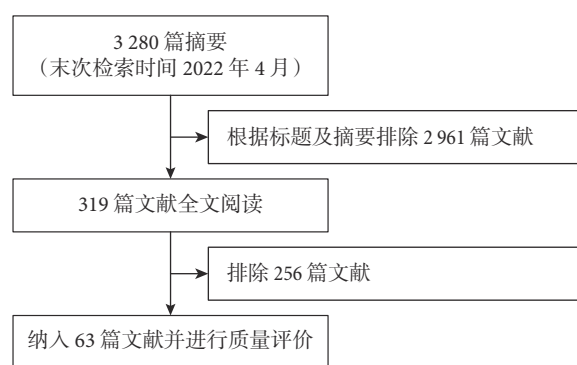 3 280 篇摘要
（末次检索时间 2022 年 4 月）
根据标题及摘要排除 2 961 篇文献
319 篇文献全文阅读
排除 256 篇文献
纳入 63 篇文献并进行质量评价